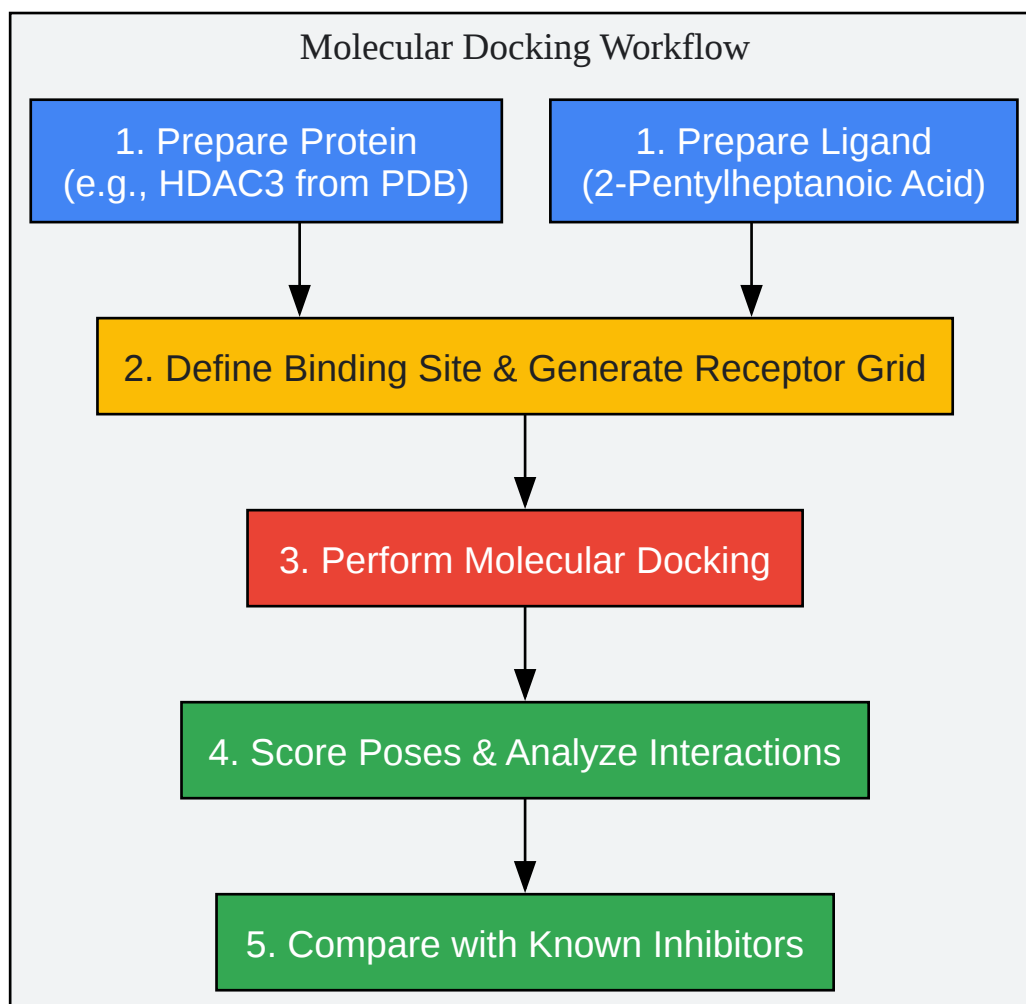 Molecular Docking Workflow
1. Prepare Protein
(e.g., HDAC3 from PDB)
1. Prepare Ligand
(2-Pentylheptanoic Acid)
2. Define Binding Site & Generate Receptor Grid
3. Perform Molecular Docking
4. Score Poses & Analyze Interactions
5. Compare with Known Inhibitors